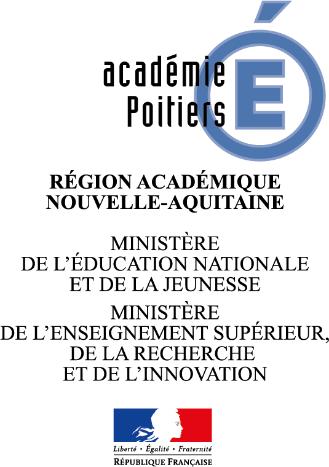 académie
Poitiers
É
RÉGION ACADÉMIQUE
NOUVELLE-AQUITAINE
MINISTÈRE
DE L'ÉDUCATION NATIONALE
ET DE LA JEUNESSE
MINISTÈRE
DE L'ENSEIGNEMENT SUPÉRIEUR,
DE LA RECHERCHE
ET DE L'INNOVATION
Liberté • Égalité • Fraternité
RÉPUBLIQUE FRANÇAISE